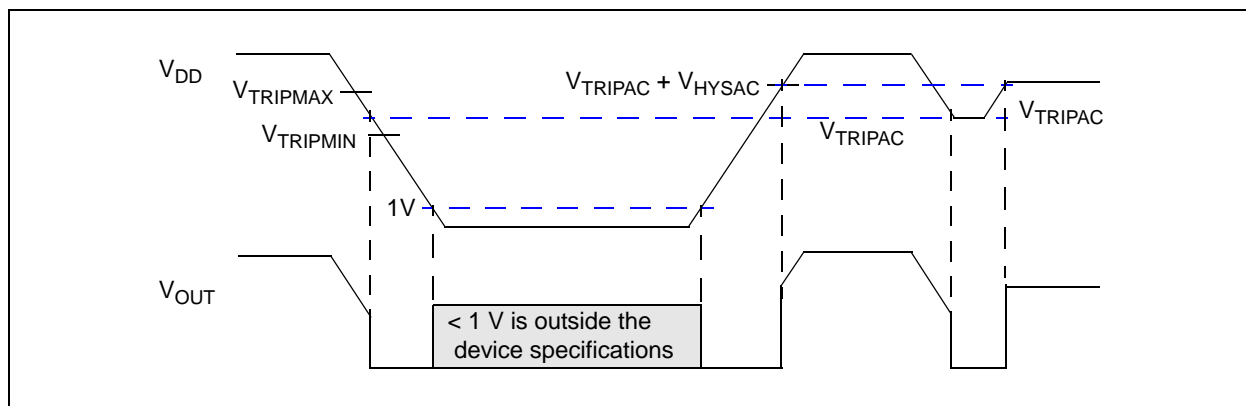 VDD
VTRIPMAX
VTRIPMIN
1V
VTRIPAC + VHYSAC
VTRIPAC
VTRIPAC
VOUT
< 1 V is outside the
device specifications